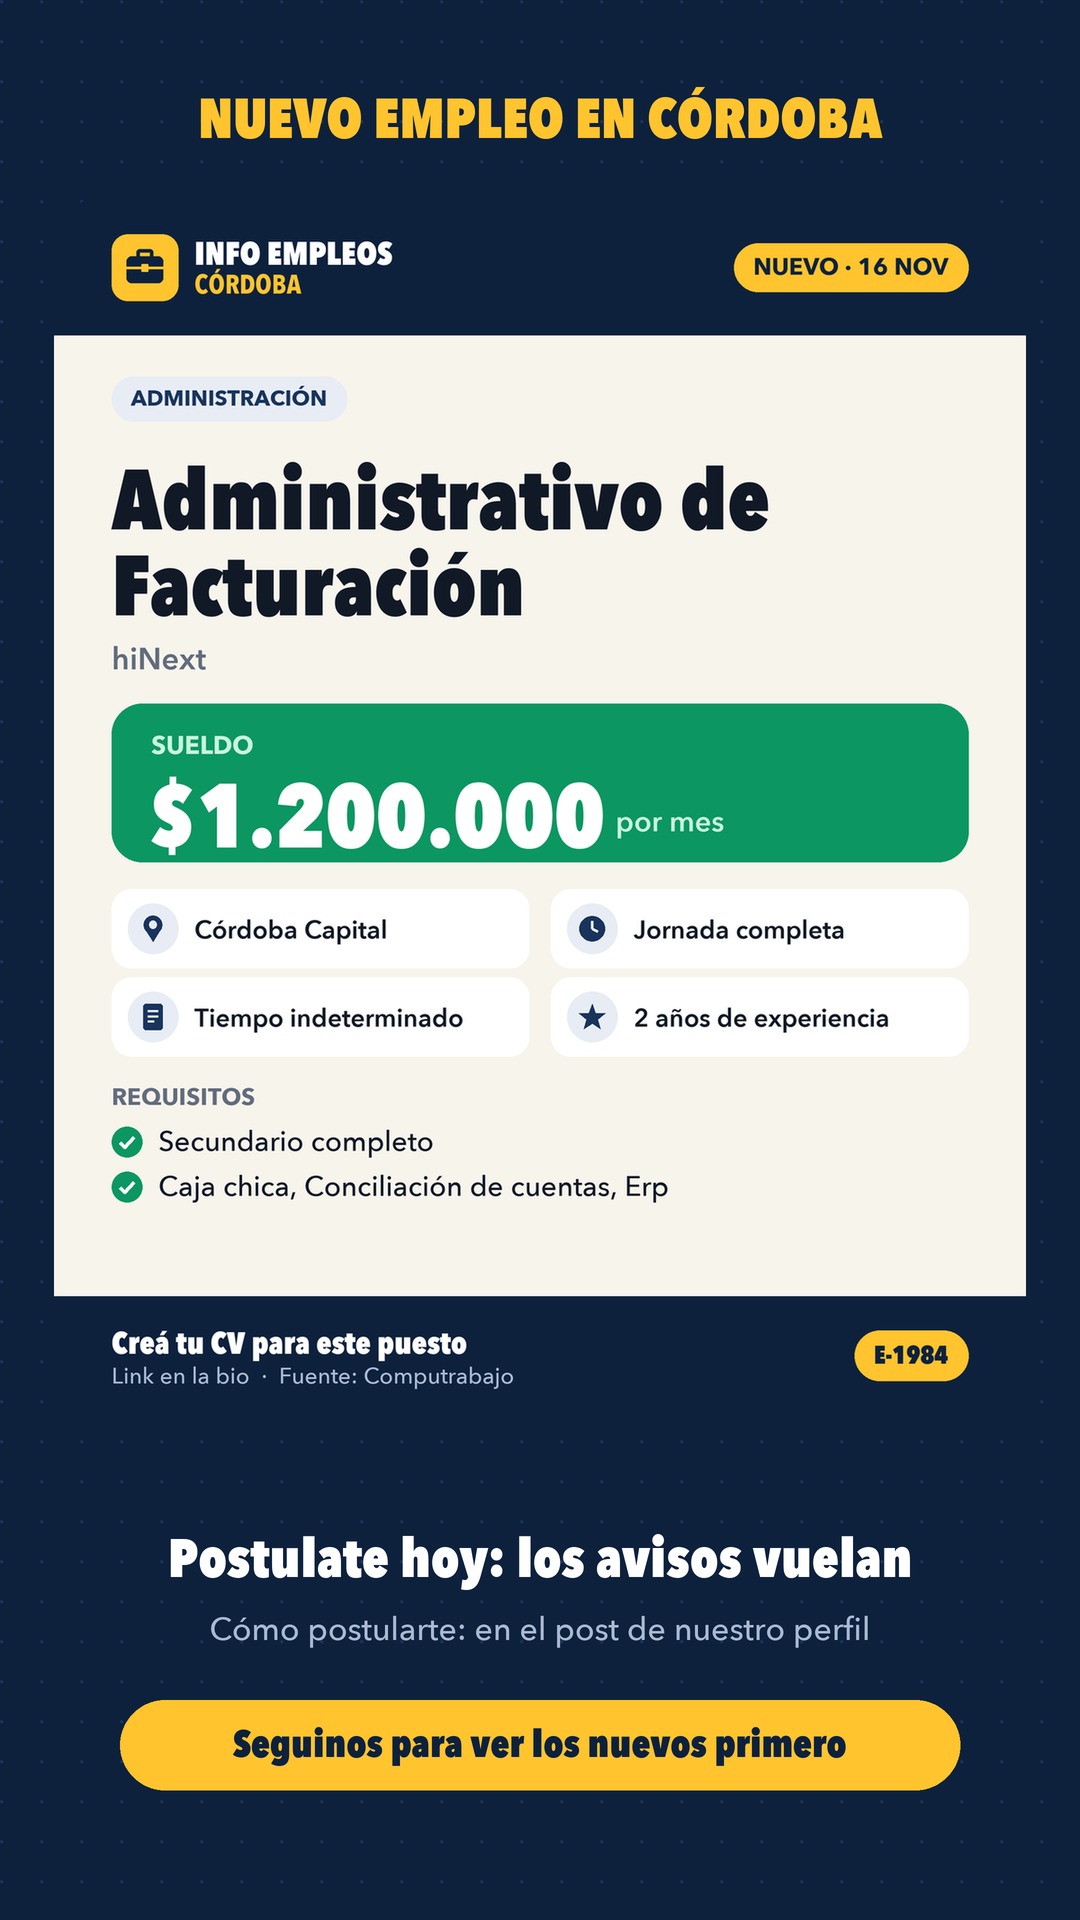 NUEVO EMPLEO EN CÓRDOBA
INFO EMPLEOS
CÓRDOBA
NUEVO · 16 NOV
ADMINISTRACIÓN
Administrativo de
Facturación
hiNext
SUELDO
$1.200.000 por mes
Córdoba Capital
Jornada completa
Tiempo indeterminado
2 años de experiencia
REQUISITOS
Secundario completo
Caja chica, Conciliación de cuentas, Erp
Creá tu CV para este puesto
Link en la bio · Fuente: Computrabajo
E-1984
Postulate hoy: los avisos vuelan
Cómo postularte: en el post de nuestro perfil
Seguinos para ver los nuevos primero